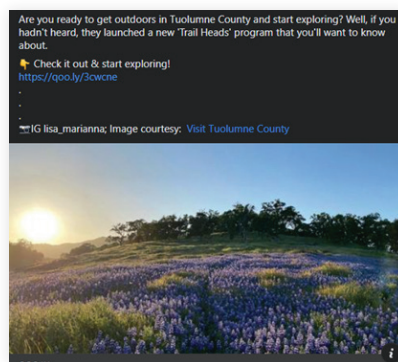 Are you ready to get outdoors in Tuolumne County and start exploring? Well, if you
hadn't heard, they launched a new 'Trail Heads' program that you'll want to know
about.
👇 Check it out & start exploring!
https://qoo.ly/3cwcne
.
.
.
📷IG lisa_marianna; Image courtesy: Visit Tuolumne County
i